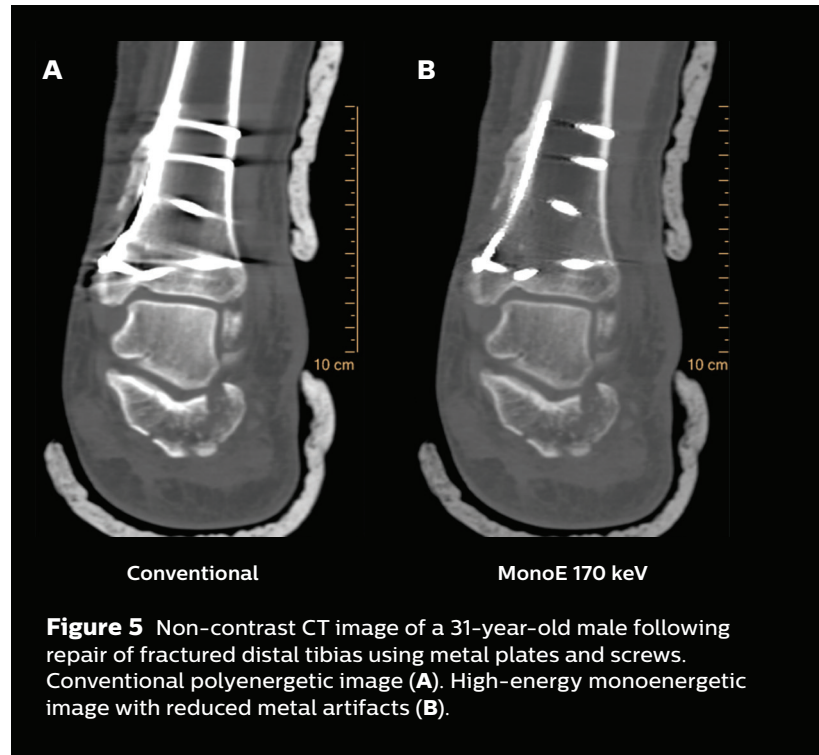 A
B
10 cm
10 cm
Conventional
MonoE 170 keV
Figure 5 Non-contrast CT image of a 31-year-old male following
repair of fractured distal tibias using metal plates and screws.
Conventional polyenergetic image (A). High-energy monoenergetic
image with reduced metal artifacts (B).